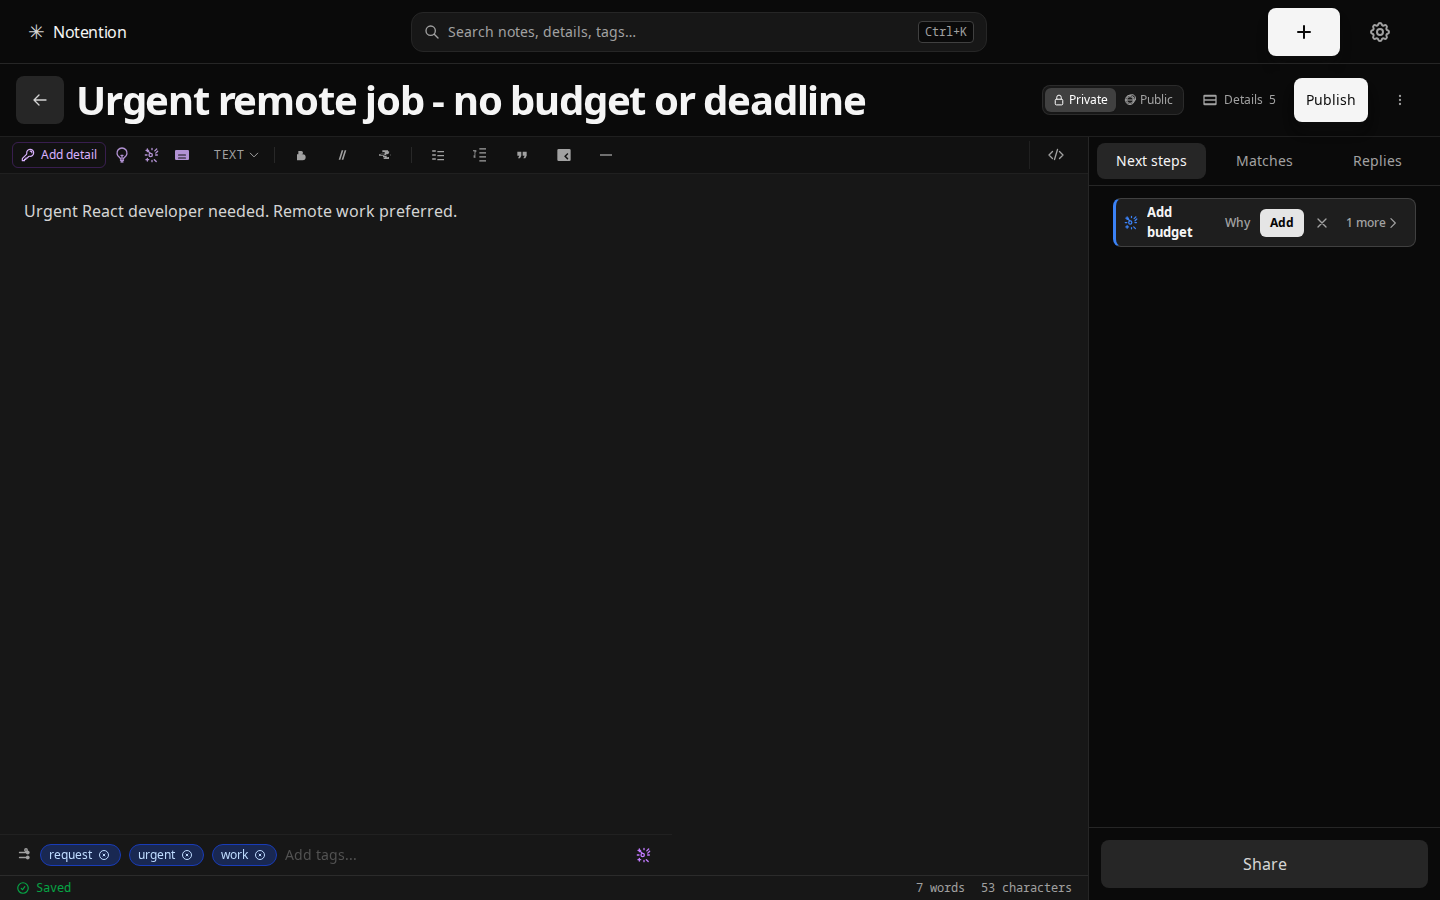 Notention
Search notes, details, tags...
Ctrl+K
Urgent remote job - no budget or deadline
Private
Public
Details 5
Publish
Add detail
TEXT
Next steps
Matches
Replies
Urgent React developer needed. Remote work preferred.
Add budget
Why
Add
1 more
request
urgent
work
Add tags...
Share
Saved
7 words
53 characters